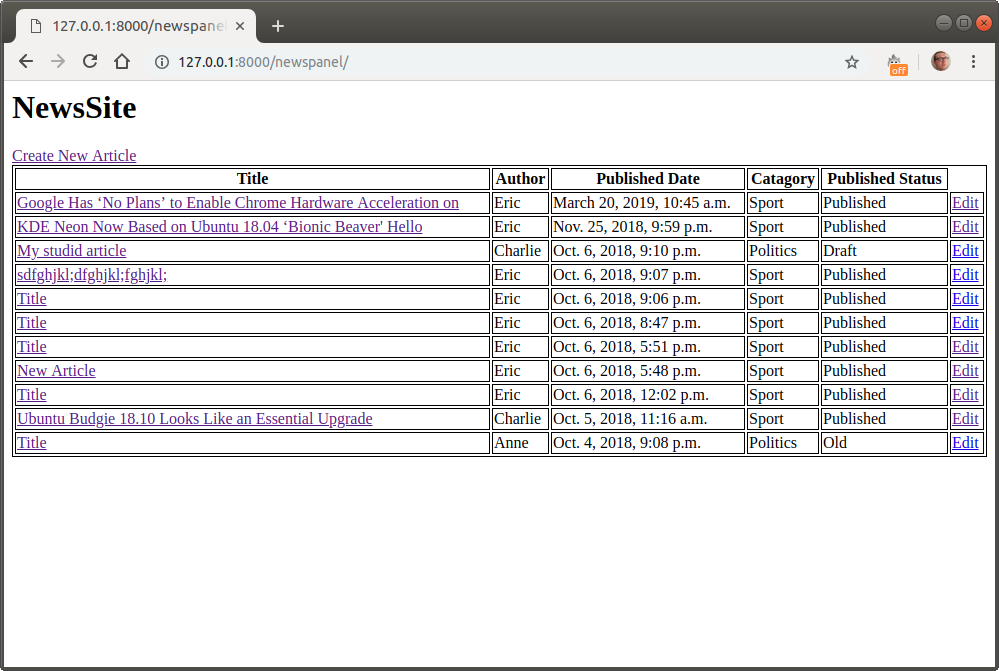 127.0.0.1:8000/newspane
127.0.0.1:8000/newspanel/
off
NewsSite
Create New Article
Title Author Published Date Catagory Published Status
Google Has ‘No Plans’ to Enable Chrome Hardware Acceleration on Eric March 20, 2019, 10:45 a.m. Sport Published Edit
KDE Neon Now Based on Ubuntu 18.04 ‘Bionic Beaver' Hello Eric Nov. 25, 2018, 9:59 p.m. Sport Published Edit
My studid article Charlie Oct. 6, 2018, 9:10 p.m. Politics Draft Edit
sdfghjkl;dfghjkl;fghjkl; Eric Oct. 6, 2018, 9:07 p.m. Sport Published Edit
Title Eric Oct. 6, 2018, 9:06 p.m. Sport Published Edit
Title Eric Oct. 6, 2018, 8:47 p.m. Sport Published Edit
Title Eric Oct. 6, 2018, 5:51 p.m. Sport Published Edit
New Article Eric Oct. 6, 2018, 5:48 p.m. Sport Published Edit
Title Eric Oct. 6, 2018, 12:02 p.m. Sport Published Edit
Ubuntu Budgie 18.10 Looks Like an Essential Upgrade Charlie Oct. 5, 2018, 11:16 a.m. Sport Published Edit
Title Anne Oct. 4, 2018, 9:08 p.m. Politics Old Edit